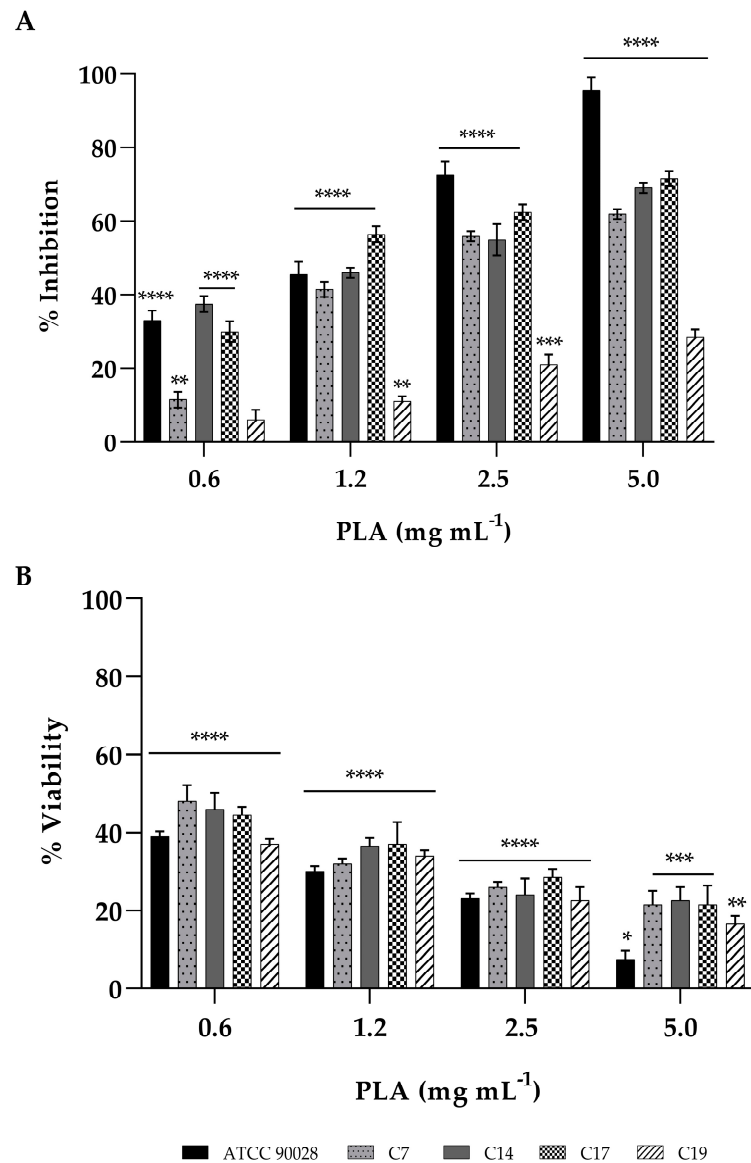 A
% Inhibition
100
80
60
40
20
0
****
****
****
****
****
**
**
***
0.6 1.2 2.5 5.0
PLA (mg mL-1)
B
% Viability
100
80
60
40
20
0
****
****
****
***
**
*
0.6 1.2 2.5 5.0
PLA (mg mL-1)
ATCC 90028 C7 C14 C17 C19